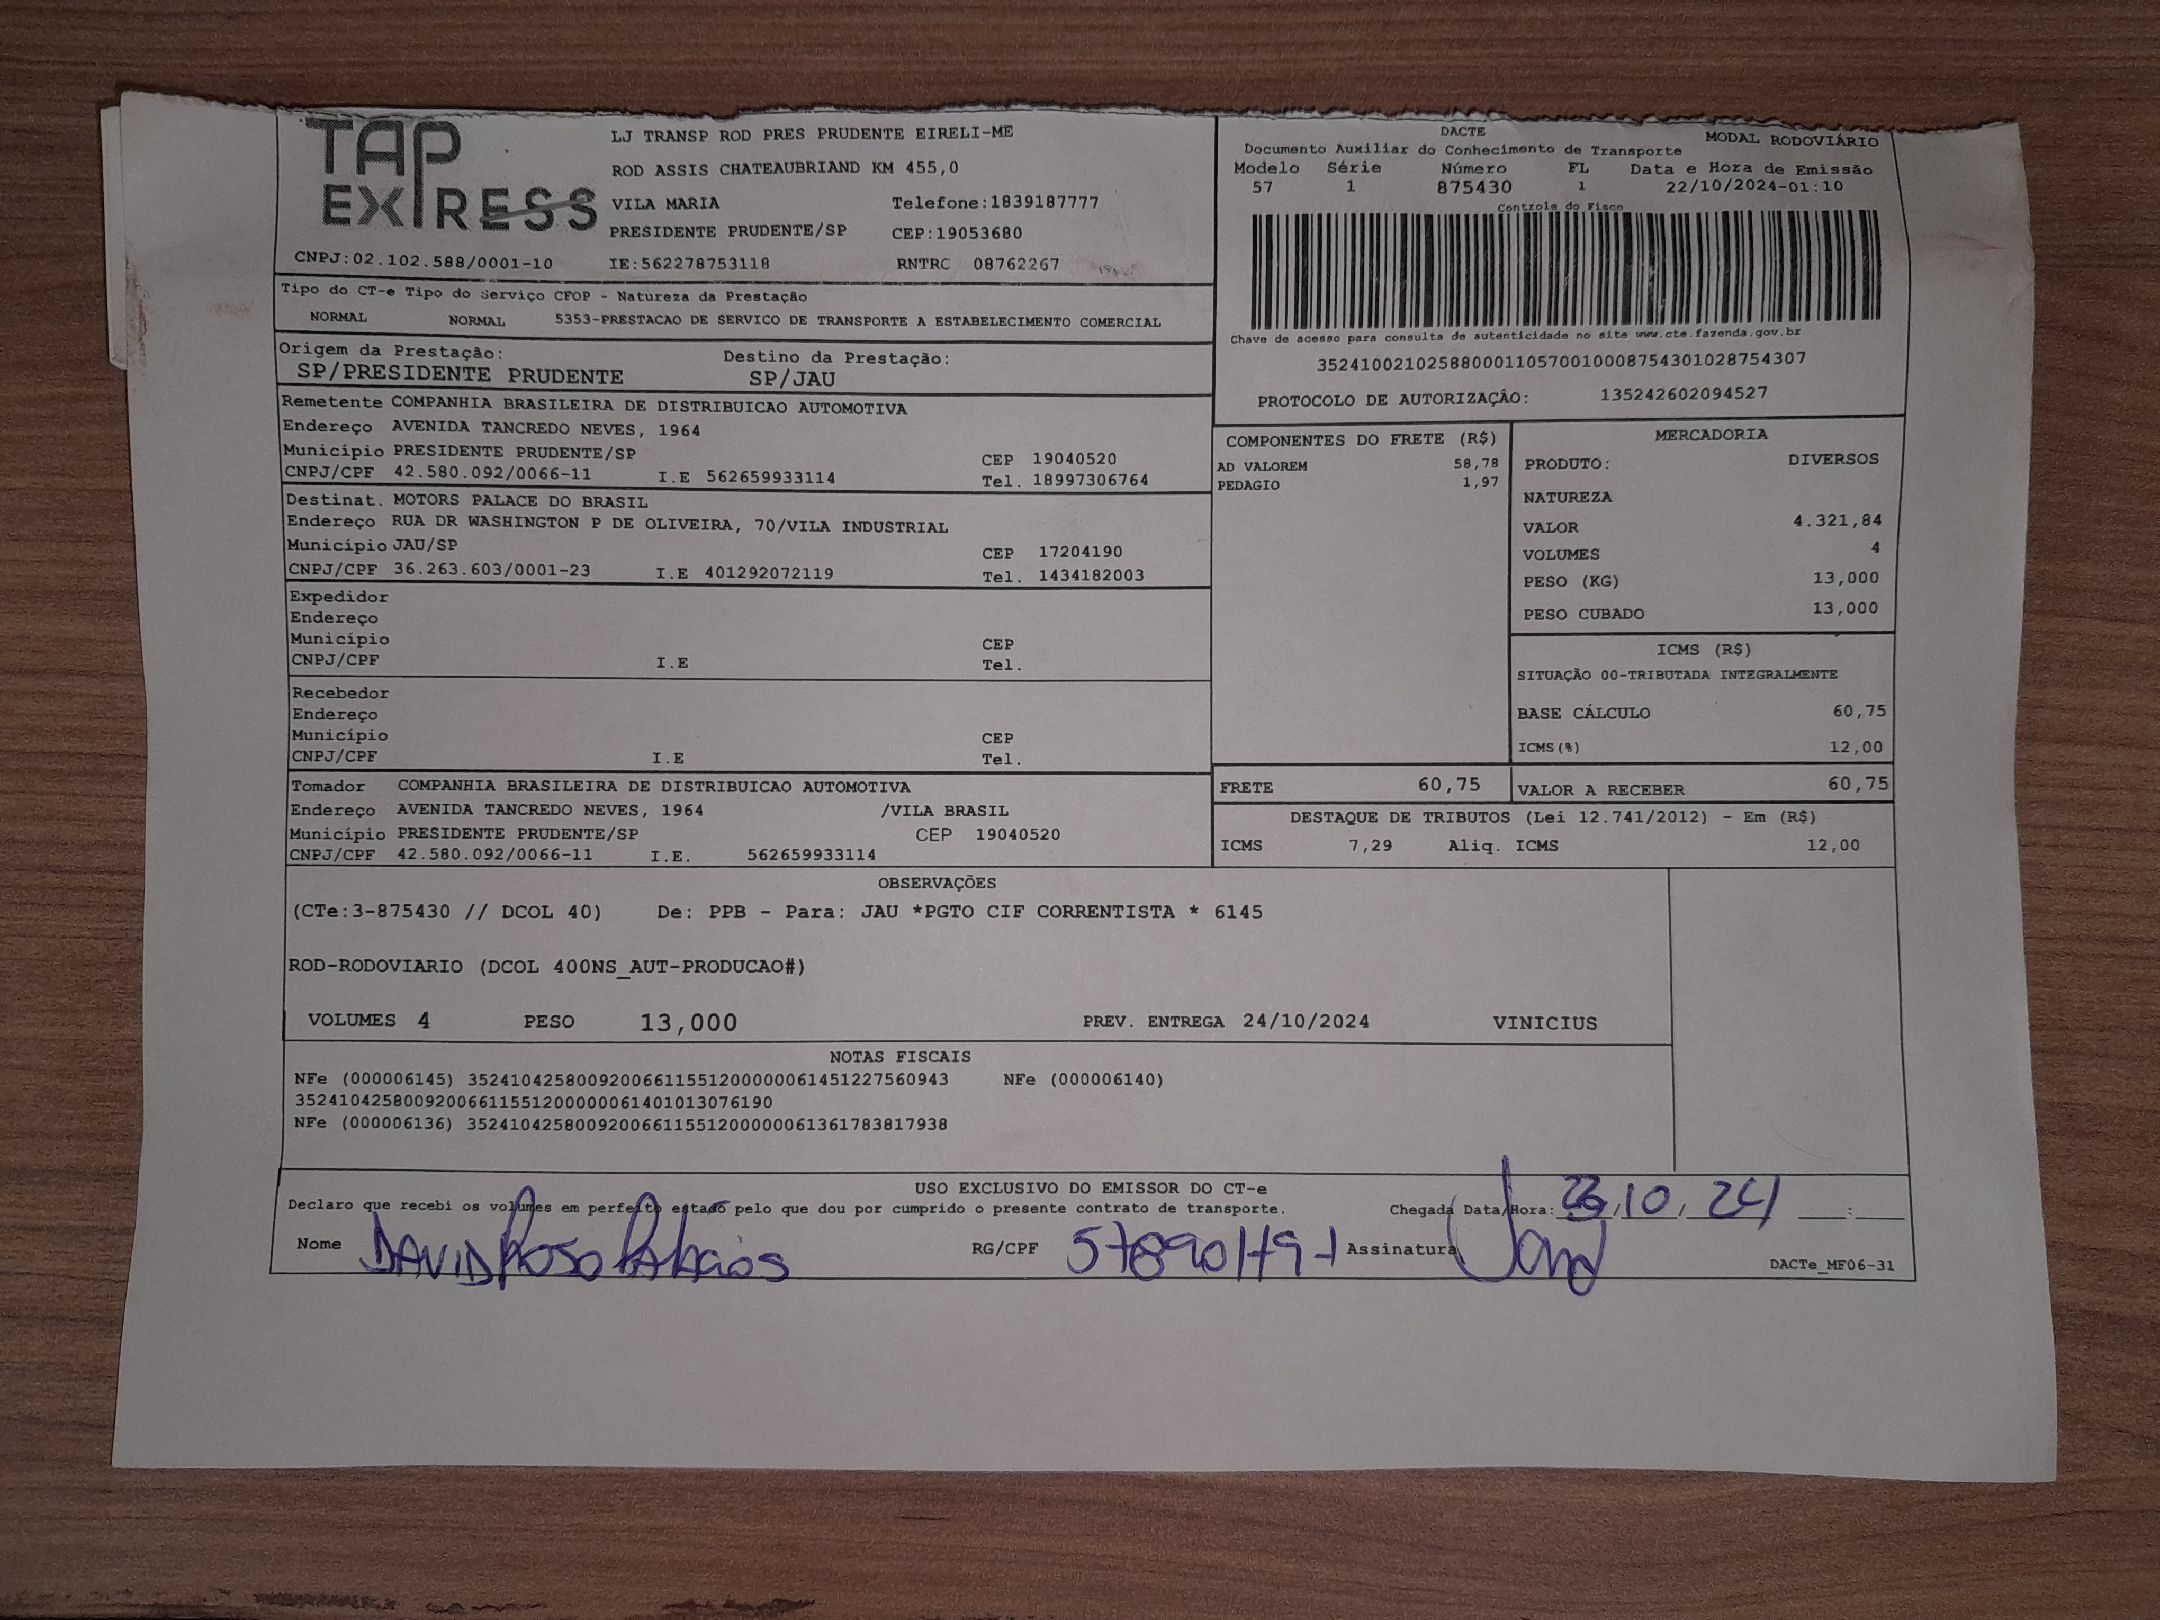 TAP
EXPRESS
LJ TRANSP ROD PRES PRUDENTE EIRELI-ME
ROD ASSIS CHATEAUBRIAND KM 455,0
VILA MARIA Telefone:1839187777
PRESIDENTE PRUDENTE/SP CEP:19053680
CNPJ:02.102.588/0001-10 IE:562278753118 RNTRC 08762267
DACTE MODAL RODOVIÁRIO
Documento Auxiliar do Conhecimento de Transporte
Modelo Série Número FL Data e Hora de Emissão
57 1 875430 1 22/10/2024-01:10
Controle do Fisco
Chave de acesso para consulta de autenticidade no site www.cte.fazenda.gov.br
35241002102588000110570010008754301028754307
PROTOCOLO DE AUTORIZAÇÃO: 135242602094527
Tipo do CT-e Tipo do Serviço CFOP - Natureza da Prestação
NORMAL NORMAL 5353-PRESTACAO DE SERVICO DE TRANSPORTE A ESTABELECIMENTO COMERCIAL
Origem da Prestação: Destino da Prestação:
SP/PRESIDENTE PRUDENTE SP/JAU
Remetente COMPANHIA BRASILEIRA DE DISTRIBUICAO AUTOMOTIVA
Endereço AVENIDA TANCREDO NEVES, 1964
Município PRESIDENTE PRUDENTE/SP CEP 19040520
CNPJ/CPF 42.580.092/0066-11 I.E 562659933114 Tel. 18997306764
Destinat. MOTORS PALACE DO BRASIL
Endereço RUA DR WASHINGTON P DE OLIVEIRA, 70/VILA INDUSTRIAL
Município JAU/SP CEP 17204190
CNPJ/CPF 36.263.603/0001-23 I.E 401292072119 Tel. 1434182003
Expedidor
Endereço
Município CEP
CNPJ/CPF I.E Tel.
Recebedor
Endereço
Município CEP
CNPJ/CPF I.E Tel.
Tomador COMPANHIA BRASILEIRA DE DISTRIBUICAO AUTOMOTIVA
Endereço AVENIDA TANCREDO NEVES, 1964 /VILA BRASIL
Município PRESIDENTE PRUDENTE/SP CEP 19040520
CNPJ/CPF 42.580.092/0066-11 I.E. 562659933114
COMPONENTES DO FRETE (R$)
AD VALOREM 58,78
PEDAGIO 1,97
MERCADORIA
PRODUTO: DIVERSOS
NATUREZA
VALOR 4.321,84
VOLUMES 4
PESO (KG) 13,000
PESO CUBADO 13,000
ICMS (R$)
SITUAÇÃO 00-TRIBUTADA INTEGRALMENTE
BASE CÁLCULO 60,75
ICMS(%) 12,00
FRETE 60,75 VALOR A RECEBER 60,75
DESTAQUE DE TRIBUTOS (Lei 12.741/2012) - Em (R$)
ICMS 7,29 Aliq. ICMS 12,00
OBSERVAÇÕES
(CTe:3-875430 // DCOL 40) De: PPB - Para: JAU *PGTO CIF CORRENTISTA * 6145
ROD-RODOVIARIO (DCOL 400NS_AUT-PRODUCAO#)
VOLUMES 4 PESO 13,000 PREV. ENTREGA 24/10/2024 VINICIUS
NOTAS FISCAIS
NFe (000006145) 35241042580092006611551200000061451227560943 NFe (000006140)
35241042580092006611551200000061401013076190
NFe (000006136) 35241042580092006611551200000061361783817938
USO EXCLUSIVO DO EMISSOR DO CT-e
Declaro que recebi os volumes em perfeito estado pelo que dou por cumprido o presente contrato de transporte. Chegada Data/Hora: 23/10/24 :
Nome DAVID RG/CPF Assinatura
DACTe_MF06-31